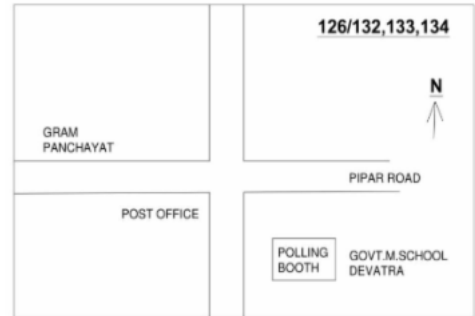 126/132,133,134
N
GRAM
PANCHAYAT
PIPAR ROAD
POST OFFICE
POLLING
BOOTH
GOVT.M.SCHOOL
DEVATRA